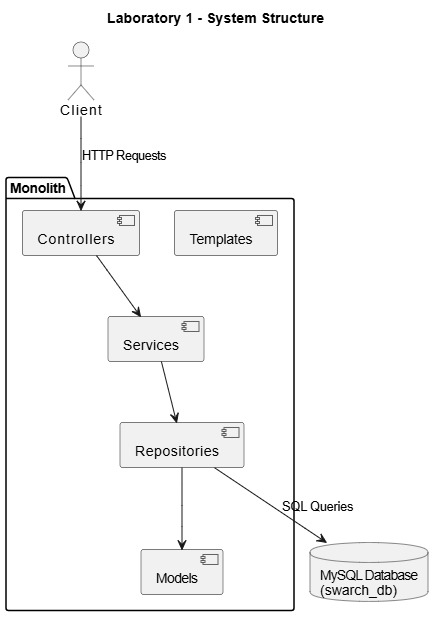 Laboratory 1 - System Structure
Client
HTTP Requests
Monolith
Controllers
Templates
Services
Repositories
SQL Queries
Models
MySQL Database
(swarch_db)